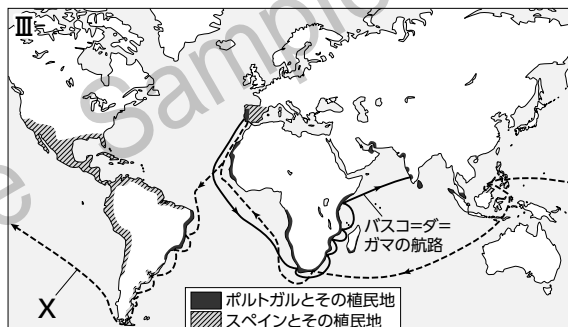 Ⅲ
Sample
e
バスコ=ダ=
ガマの航路
X
ポルトガルとその植民地
スペインとその植民地